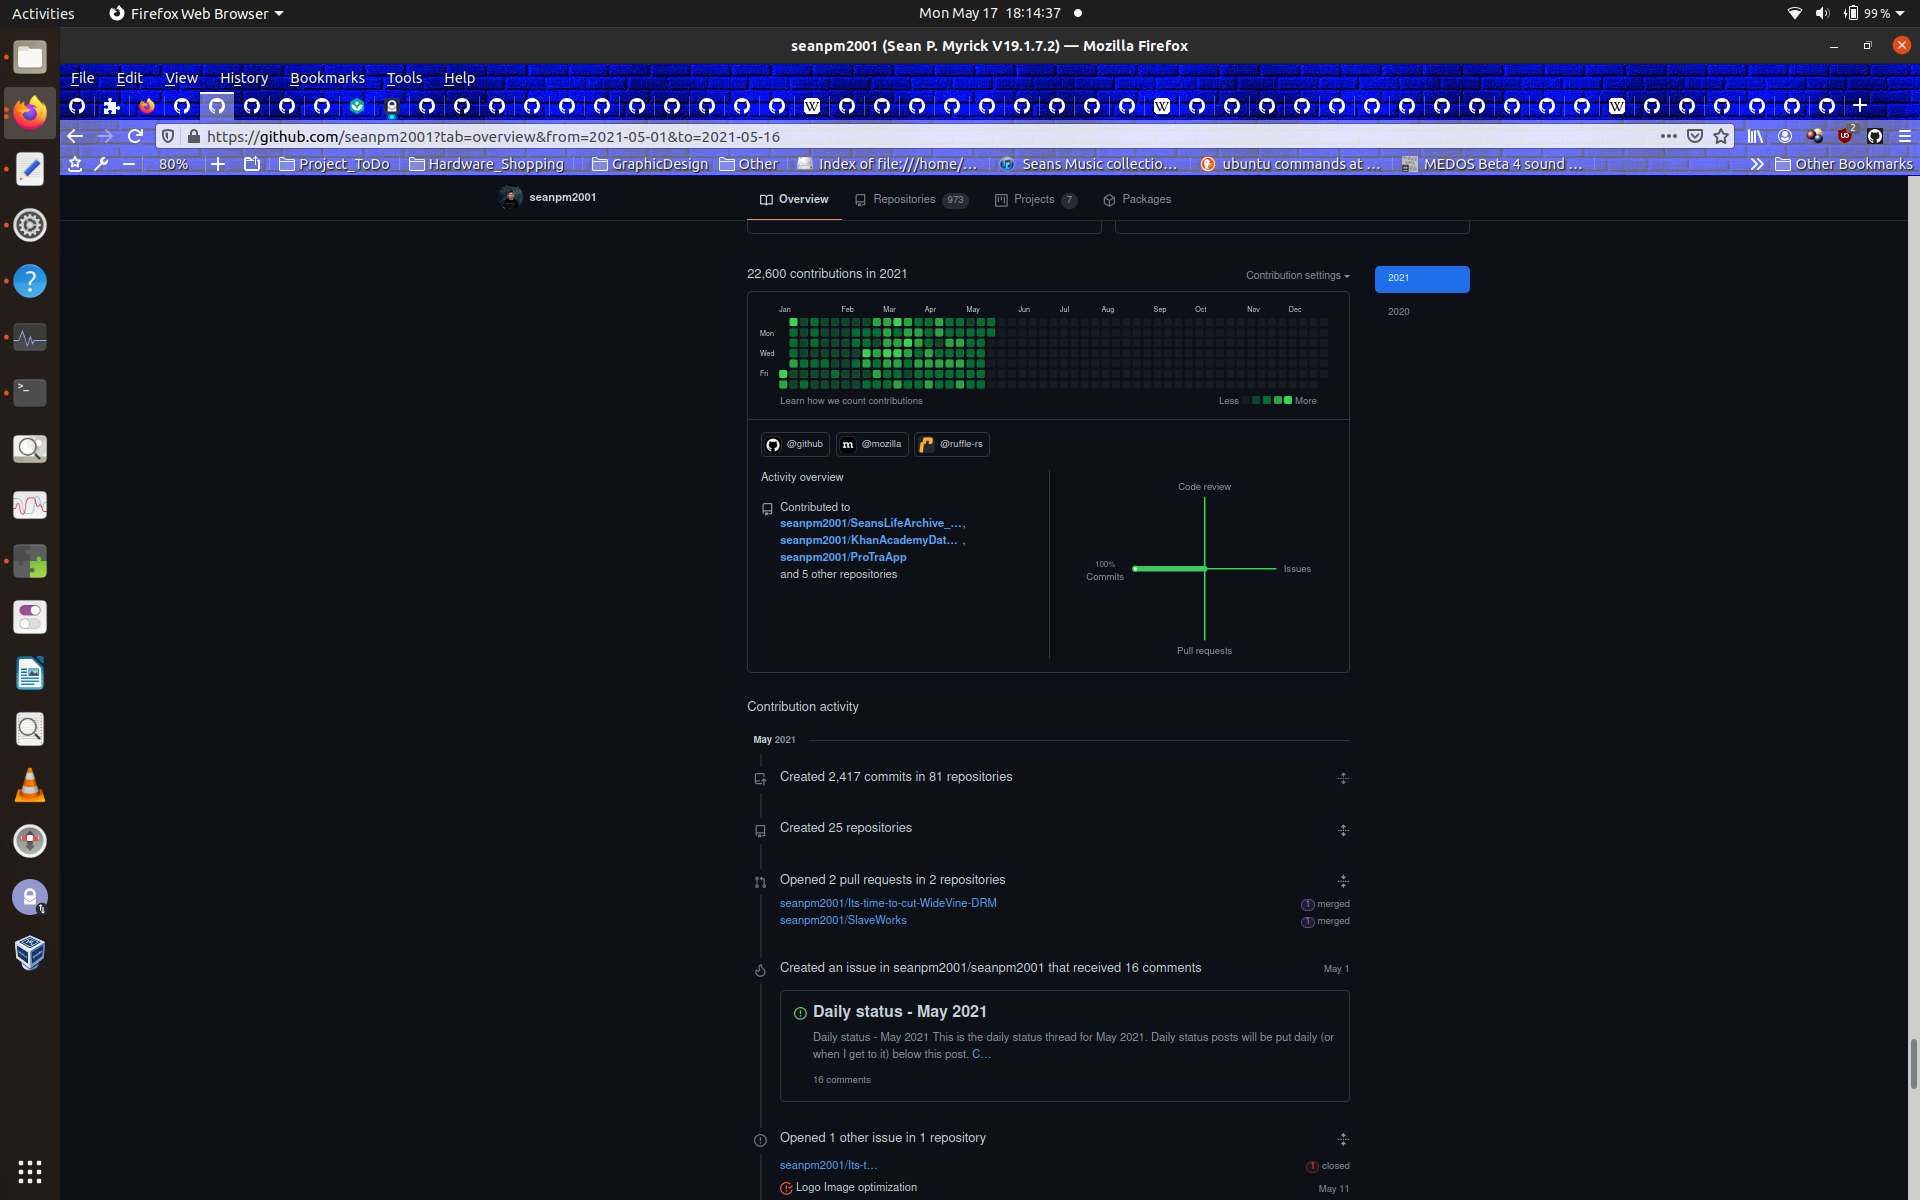 Activities
Firefox Web Browser
Mon May 17 18:14:37
99 %
seanpm2001 (Sean P. Myrick V19.1.7.2) — Mozilla Firefox
File Edit View History Bookmarks Tools Help
https://github.com/seanpm2001?tab=overview&from=2021-05-01&to=2021-05-16
2
80%
Project_ToDo
Hardware_Shopping
GraphicDesign
Other
Index of file:///home/…
Seans Music collectio…
ubuntu commands at …
MEDOS Beta 4 sound …
Other Bookmarks
seanpm2001
Overview
Repositories 973
Projects 7
Packages
22,600 contributions in 2021
Contribution settings
2021
2020
Jan Feb Mar Apr May Jun Jul Aug Sep Oct Nov Dec
Mon
Wed
Fri
Learn how we count contributions
Less More
@github
@mozilla
@ruffle-rs
Activity overview
Contributed to
seanpm2001/SeansLifeArchive_…,
seanpm2001/KhanAcademyDat… ,
seanpm2001/ProTraApp
and 5 other repositories
Code review
100%
Commits
Issues
Pull requests
Contribution activity
May 2021
Created 2,417 commits in 81 repositories
Created 25 repositories
Opened 2 pull requests in 2 repositories
seanpm2001/Its-time-to-cut-WideVine-DRM 1 merged
seanpm2001/SlaveWorks 1 merged
Created an issue in seanpm2001/seanpm2001 that received 16 comments May 1
Daily status - May 2021
Daily status - May 2021 This is the daily status thread for May 2021. Daily status posts will be put daily (or
when I get to it) below this post. C…
16 comments
Opened 1 other issue in 1 repository
seanpm2001/Its-t… 1 closed
Logo Image optimization May 11